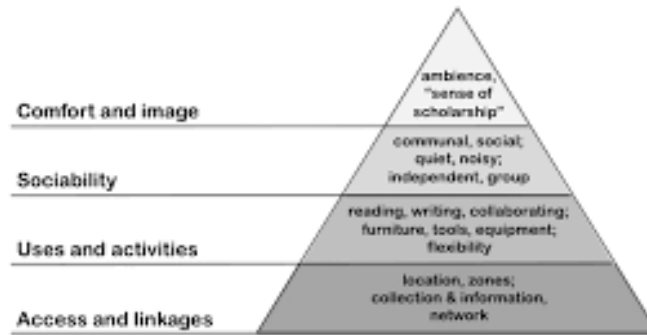 ambience,
"sense of
scholarship"
Comfort and image
communal, social;
quiet, noisy;
independent, group
Sociability
reading, writing, collaborating;
furniture, tools, equipment;
flexibility
Uses and activities
location, zones;
collection & information,
network
Access and linkages